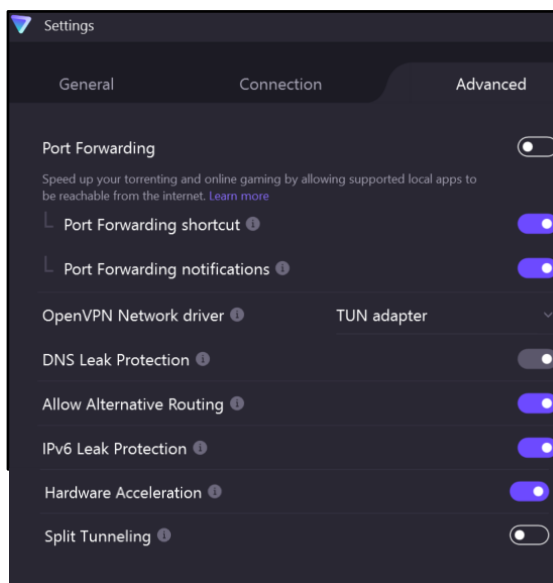 Settings
General Connection Advanced
Port Forwarding
Speed up your torrenting and online gaming by allowing supported local apps to
be reachable from the internet. Learn more
Port Forwarding shortcut
Port Forwarding notifications
OpenVPN Network driver TUN adapter
DNS Leak Protection
Allow Alternative Routing
IPv6 Leak Protection
Hardware Acceleration
Split Tunneling